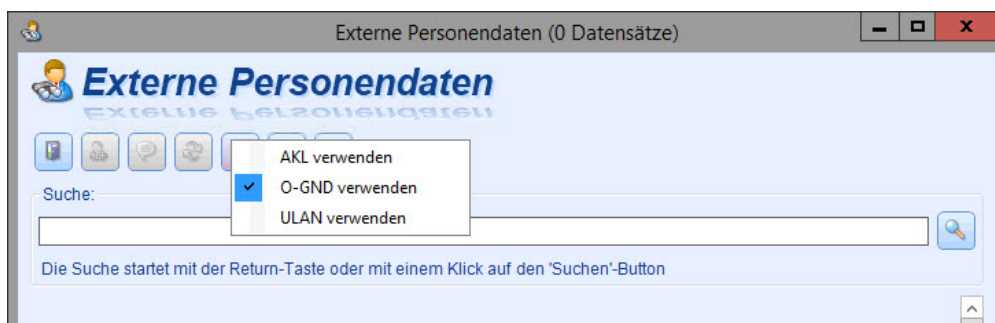 Externe Personendaten (0 Datensätze)
Externe Personendaten
AKL verwenden
O-GND verwenden
ULAN verwenden
Suche:
Die Suche startet mit der Return-Taste oder mit einem Klick auf den 'Suchen'-Button